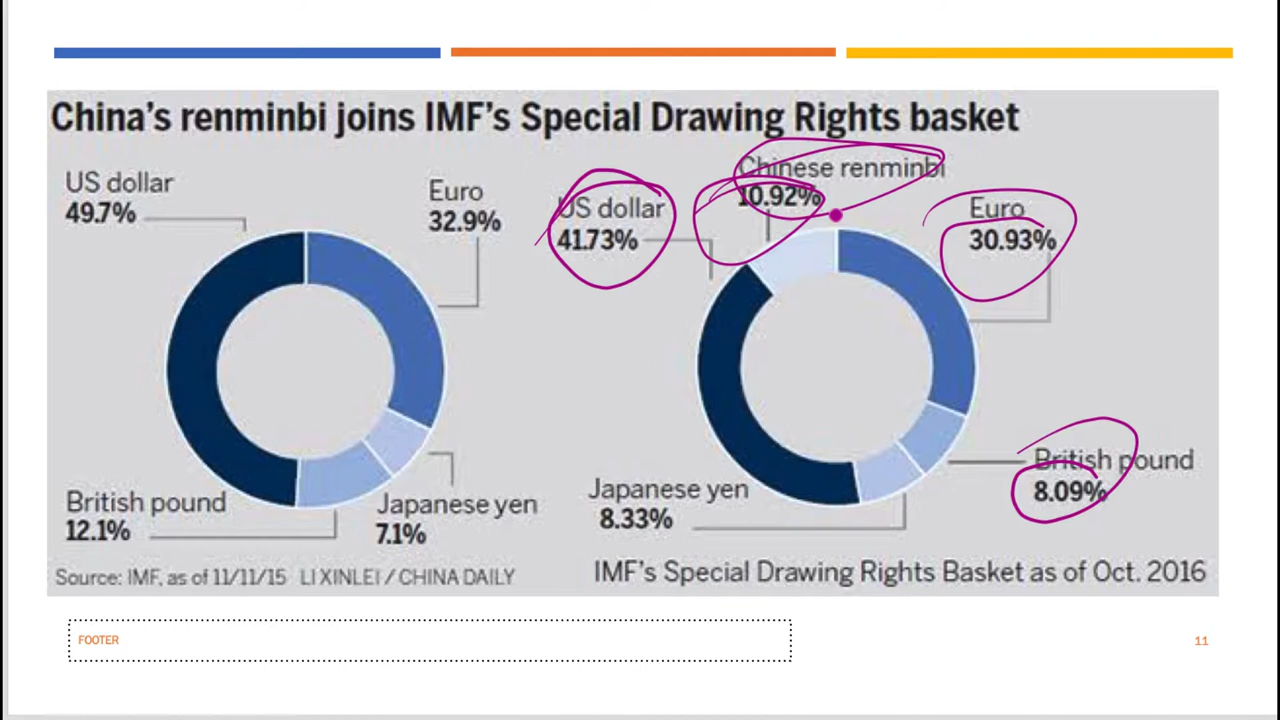 China's renminbi joins IMF's Special Drawing Rights basket
US dollar
49.7%
Euro
32.9%
British pound
12.1%
Japanese yen
7.1%
US dollar
41.73%
Chinese renminbi
10.92%
Euro
30.93%
British pound
8.09%
Japanese yen
8.33%
Source: IMF, as of 11/11/15 LI XINLEI / CHINA DAILY
IMF's Special Drawing Rights Basket as of Oct. 2016
FOOTER
11